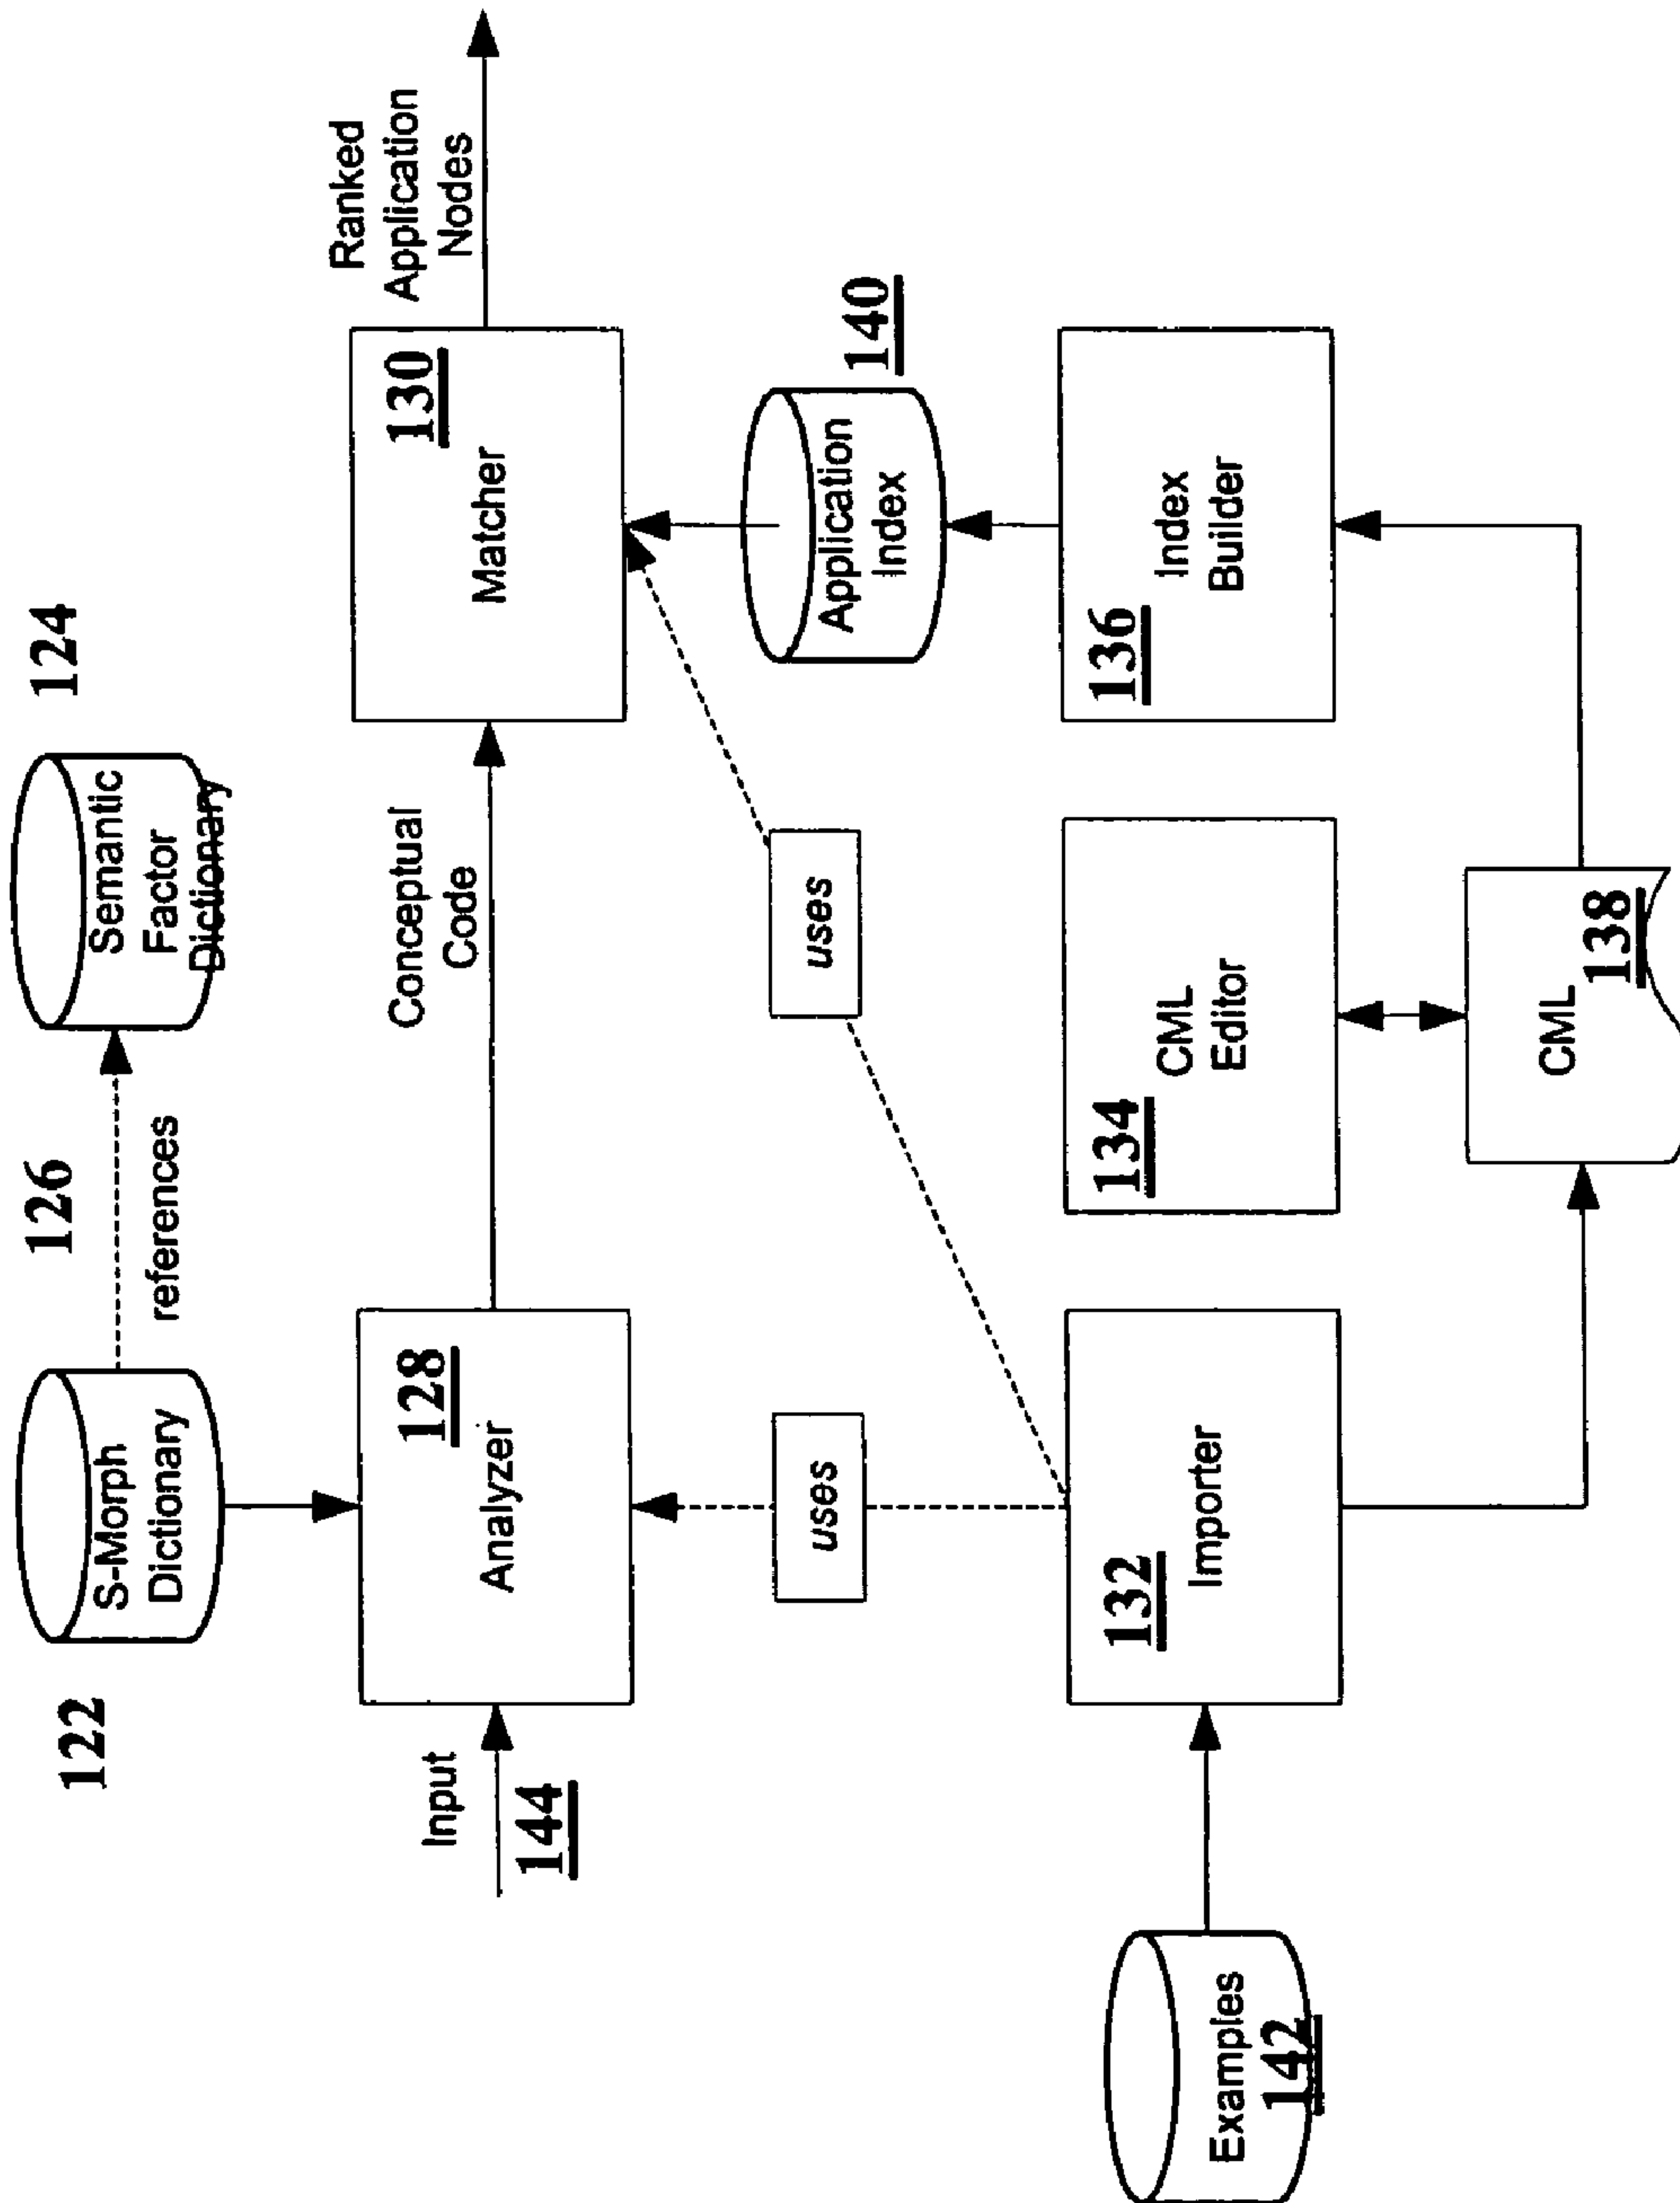 122
S-Morph
Dictionary
126
references
124
Semantic
Factor
Dictionary
Input
144
128
Analyzer
Conceptual
Code
130
Matcher
Ranked
Application
Nodes
uses
uses
Application
Index
140
Examples
142
132
Importer
134
CML
Editor
136
Index
Builder
CML
138